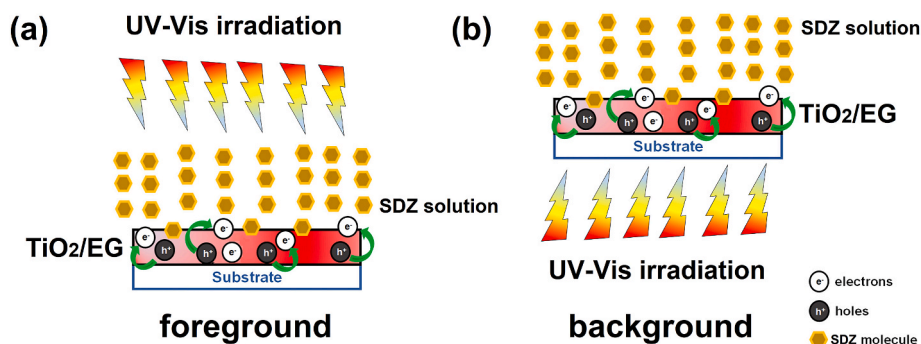 (a)
UV-Vis irradiation
SDZ solution
TiO2/EG
e-
e-
e-
e-
e-
h+
h+
h+
h+
Substrate
foreground
(b)
SDZ solution
TiO2/EG
e-
e-
e-
e-
e-
h+
h+
h+
h+
Substrate
UV-Vis irradiation
background
e- electrons
h+ holes
SDZ molecule